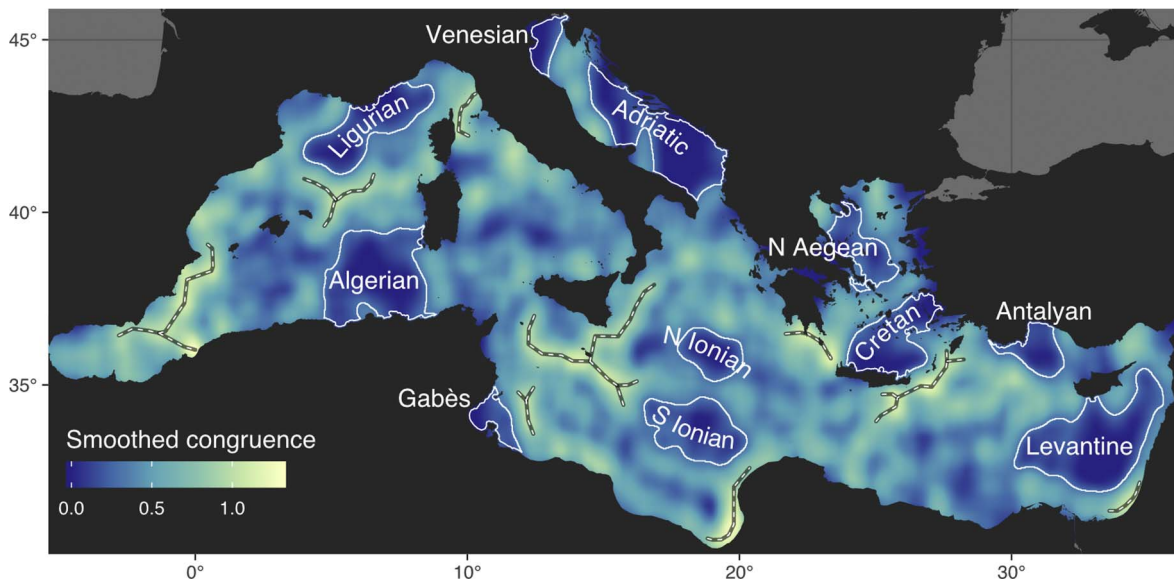 45°
40°
35°
Venesian
Adriatic
Ligurian
N Aegean
Algerian
Antalyan
Cretan
N Ionian
Gabès
S Ionian
Levantine
Smoothed congruence
0.0 0.5 1.0
0° 10° 20° 30°